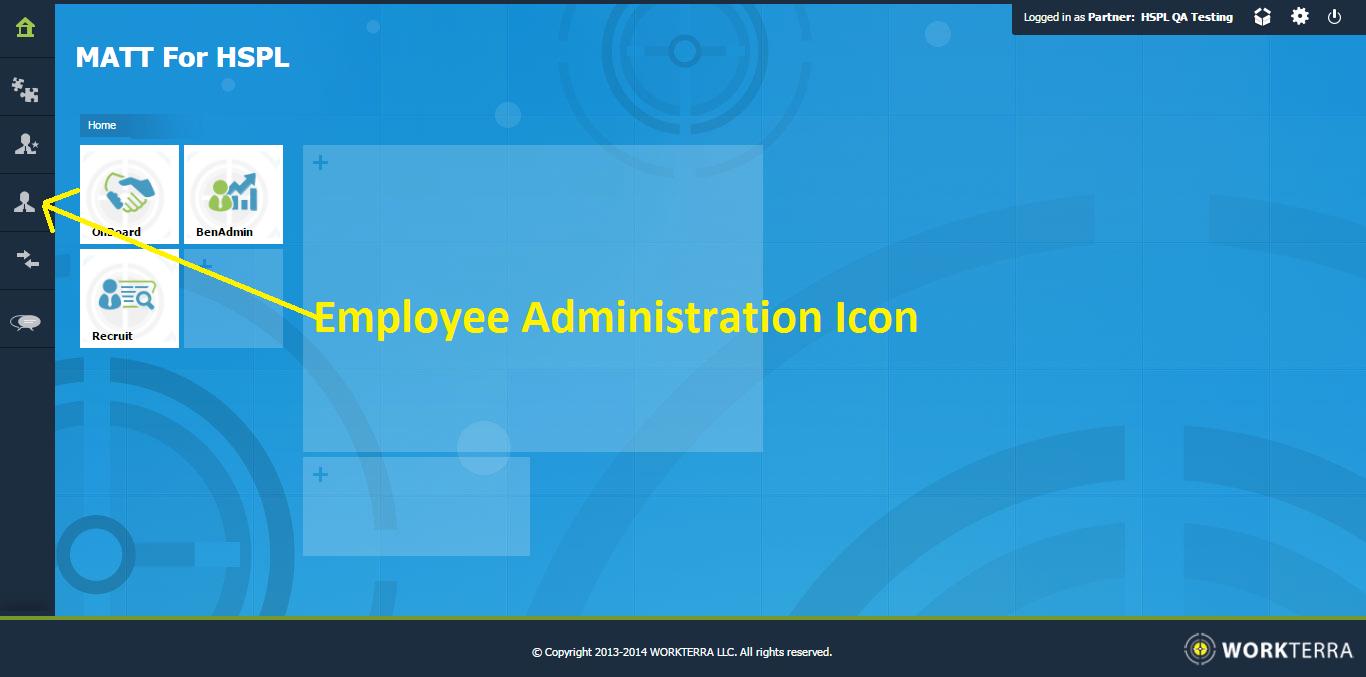 Logged in as Partner: HSPL QA Testing
MATT For HSPL
Home
OnBoard
BenAdmin
Recruit
Employee Administration Icon
© Copyright 2013-2014 WORKTERRA LLC. All rights reserved.
WORKTERRA